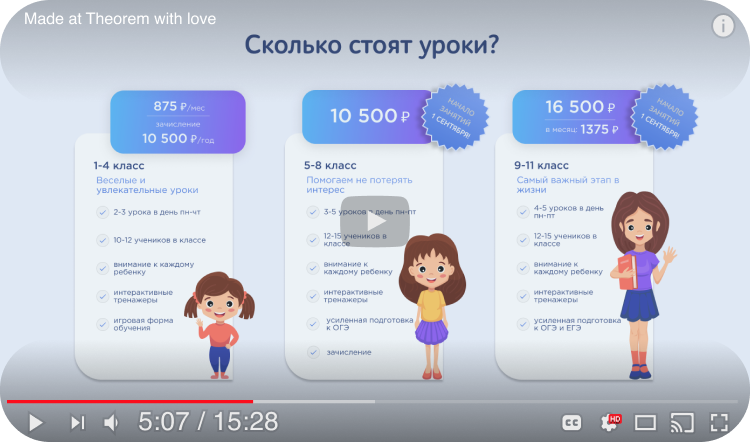 Made at Theorem with love
Сколько стоят уроки?
875 ₽/мес
зачисление
10 500 ₽/год
1-4 класс
Веселые и
увлекательные уроки
2-3 урока в день пн-чт
10-12 учеников в классе
внимание к каждому
ребенку
интерактивные
тренажеры
игровая форма
обучения
10 500 ₽
НАЧАЛО
ЗАНЯТИЙ
1 СЕНТЯБРЯ!
5-8 класс
Помогаем не потерять
интерес
3-5 уроков в день пн-пт
12-15 учеников в
классе
внимание к
каждому ребенку
интерактивные
тренажеры
усиленная подготовка
к ОГЭ
зачисление
16 500 ₽
в месяц: 1375 ₽
НАЧАЛО
ЗАНЯТИЙ
1 СЕНТЯБРЯ!
9-11 класс
Самый важный этап в
жизни
4-5 уроков в день
пн-пт
12-15 учеников в
классе
внимание к
каждому ребенку
интерактивные
тренажеры
усиленная подготовка
к ОГЭ и ЕГЭ
5:07 / 15:28
CC
HD